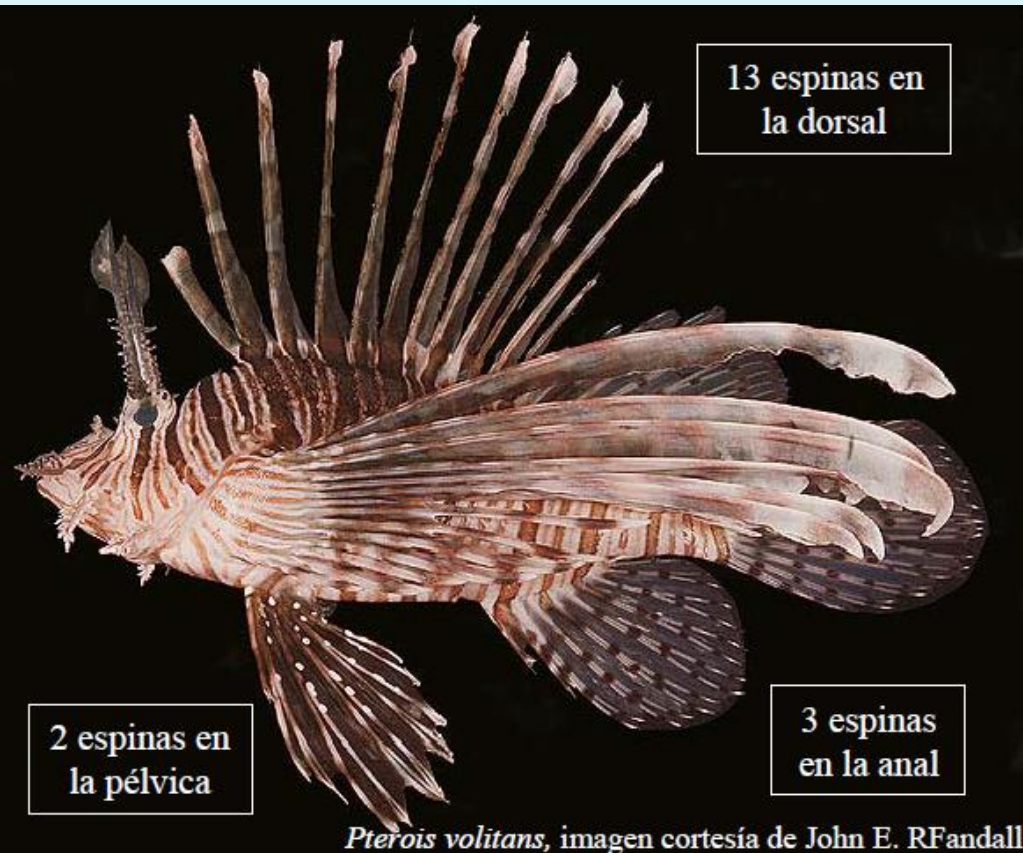 13 espinas en
la dorsal
2 espinas en
la pélvica
3 espinas
en la anal
Pterois volitans, imagen cortesía de John E. RFandall